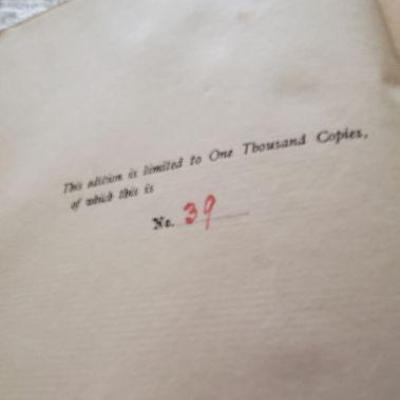 This edition is limited to One Thousand Copies,
of which this is
No. 39